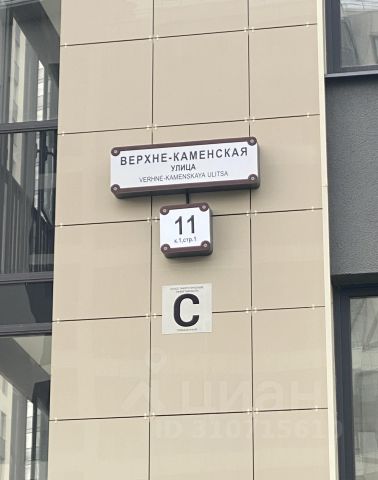 ВЕРХНЕ-КАМЕНСКАЯ
УЛИЦА
VERHNE-KAMENSKAYA ULITSA
11
к.1,стр.1
C
циан